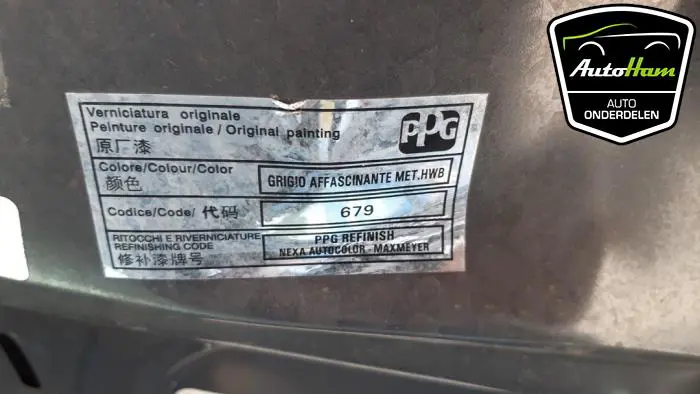 Verniciatura originale
Peinture originale / Original painting
原厂漆
PPG
Colore/Colour/Color
颜色
GRIGIO AFFASCINANTE MET.HWB
Codice/Code/ 代码
679
RITOCCHI E RIVERNICIATURE
REFINISHING CODE
修补漆牌号
PPG REFINISH
NEXA AUTOCOLOR - MAXMEYER
AutoHam
AUTO
ONDERDELEN